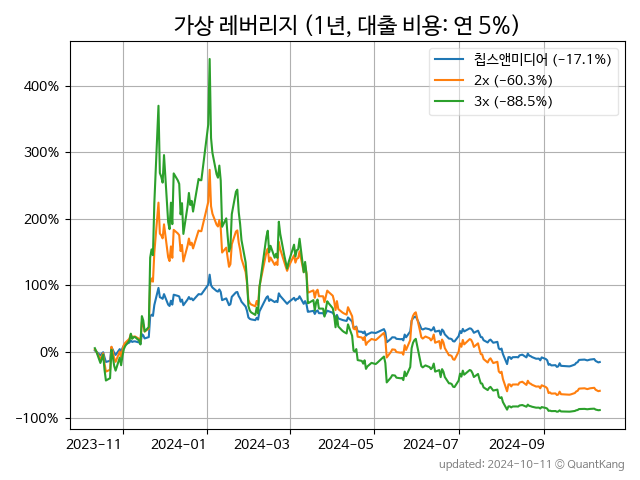 가상 레버리지 (1년, 대출 비용: 연 5%)
칩스앤미디어 (-17.1%)
2x (-60.3%)
3x (-88.5%)
400%
300%
200%
100%
0%
-100%
2023-11
2024-01
2024-03
2024-05
2024-07
2024-09
updated: 2024-10-11 © QuantKang